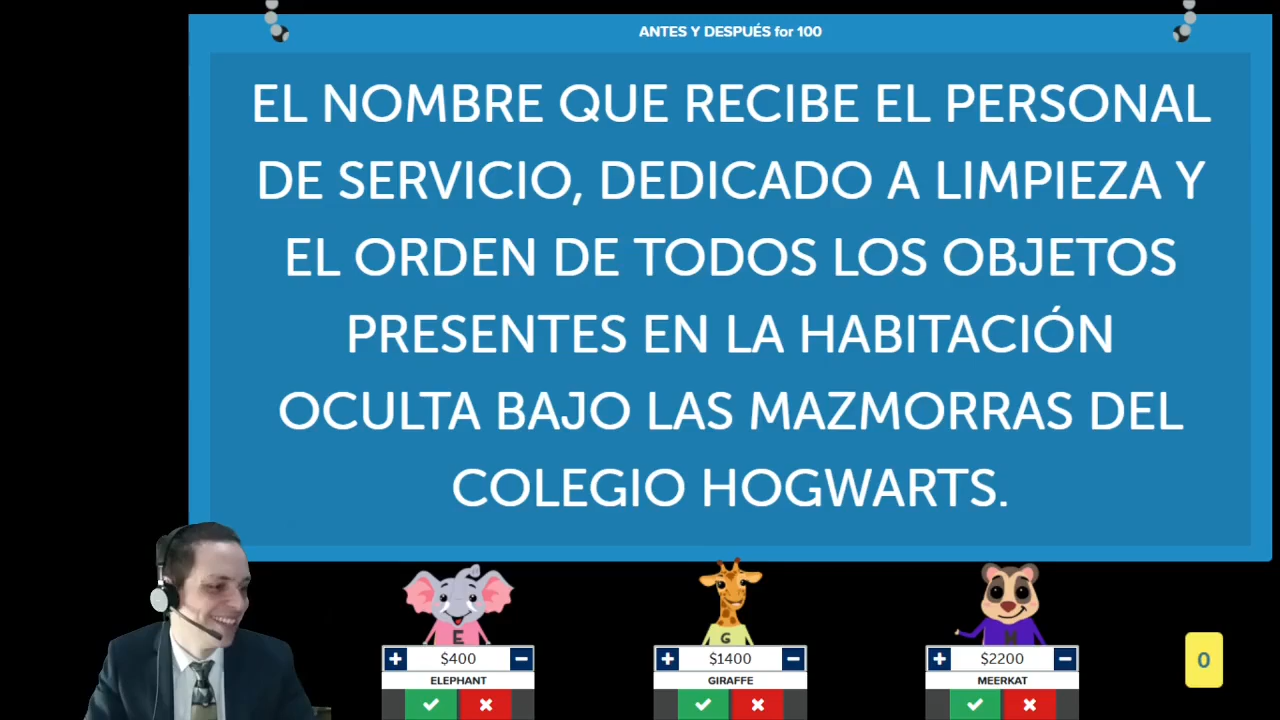 ANTES Y DESPUÉS for 100
EL NOMBRE QUE RECIBE EL PERSONAL
DE SERVICIO, DEDICADO A LIMPIEZA Y
EL ORDEN DE TODOS LOS OBJETOS
PRESENTES EN LA HABITACIÓN
OCULTA BAJO LAS MAZMORRAS DEL
COLEGIO HOGWARTS.
E
G
M
+ $400 −
+ $1400 −
+ $2200 −
0
ELEPHANT
GIRAFFE
MEERKAT